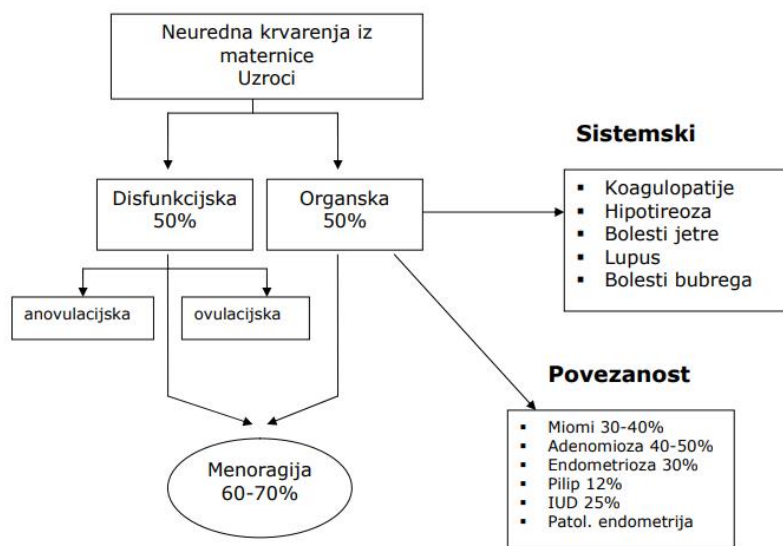 Neuredna krvarenja iz
maternice
Uzroci
Disfunkcijska
50%
Organska
50%
anovulacijska
ovulacijska
Menoragija
60-70%
Sistemski
▪ Koagulopatije
▪ Hipotireoza
▪ Bolesti jetre
▪ Lupus
▪ Bolesti bubrega
Povezanost
▪ Miomi 30-40%
▪ Adenomioza 40-50%
▪ Endometrioza 30%
▪ Pilip 12%
▪ IUD 25%
▪ Patol. endometrija